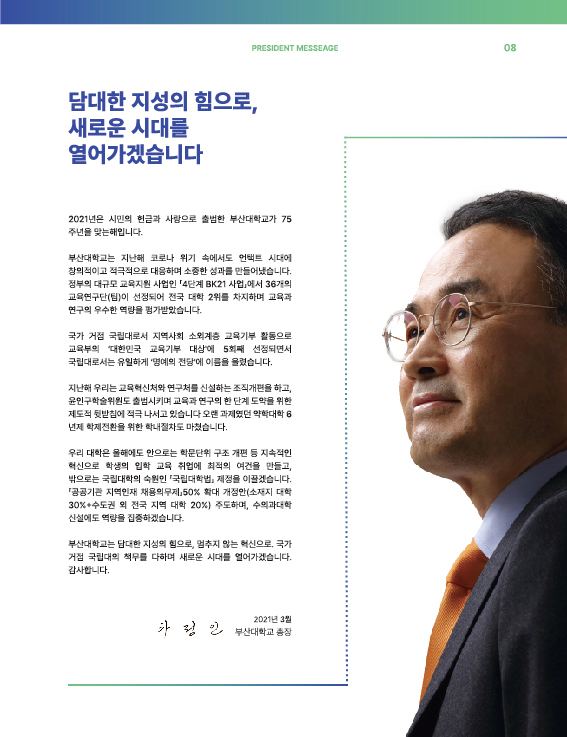 PRESIDENT MESSEAGE
08
담대한 지성의 힘으로,
새로운 시대를
열어가겠습니다
2021년은 시민의 헌금과 사랑으로 출범한 부산대학교가 75
주년을 맞는해입니다.
부산대학교는 지난해 코로나 위기 속에서도 언택트 시대에
창의적이고 적극적으로 대응하며 소중한 성과를 만들어냈습니다.
정부의 대규모 교육지원 사업인 「4단계 BK21 사업」에서 36개의
교육연구단(팀)이 선정되어 전국 대학 2위를 차지하며 교육과
연구의 우수한 역량을 평가받았습니다.
국가 거점 국립대로서 지역사회 소외계층 교육기부 활동으로
교육부의 '대한민국 교육기부 대상'에 5회째 선정되면서
국립대로서는 유일하게 '명예의 전당'에 이름을 올렸습니다.
지난해 우리는 교육혁신처와 연구처를 신설하는 조직개편을 하고,
윤인구학술위원도 출범시키며 교육과 연구의 한 단계 도약을 위한
제도적 뒷받침에 적극 나서고 있습니다 오랜 과제였던 약학대학 6
년제 학제전환을 위한 학내절차도 마쳤습니다.
우리 대학은 올해에도 안으로는 학문단위 구조 개편 등 지속적인
혁신으로 학생의 입학 교육 취업에 최적의 여건을 만들고,
밖으로는 국립대학의 숙원인 「국립대학법」 제정을 이끌겠습니다.
「공공기관 지역인재 채용의무제」50% 확대 개정안(소재지 대학
30%+수도권 외 전국 지역 대학 20%) 주도하며, 수의과대학
신설에도 역량을 집중하겠습니다.
부산대학교는 담대한 지성의 힘으로, 멈추지 않는 혁신으로. 국가
거점 국립대의 책무를 다하며 새로운 시대를 열어가겠습니다.
감사합니다.
2021년 3월
차 정 인 부산대학교 총장